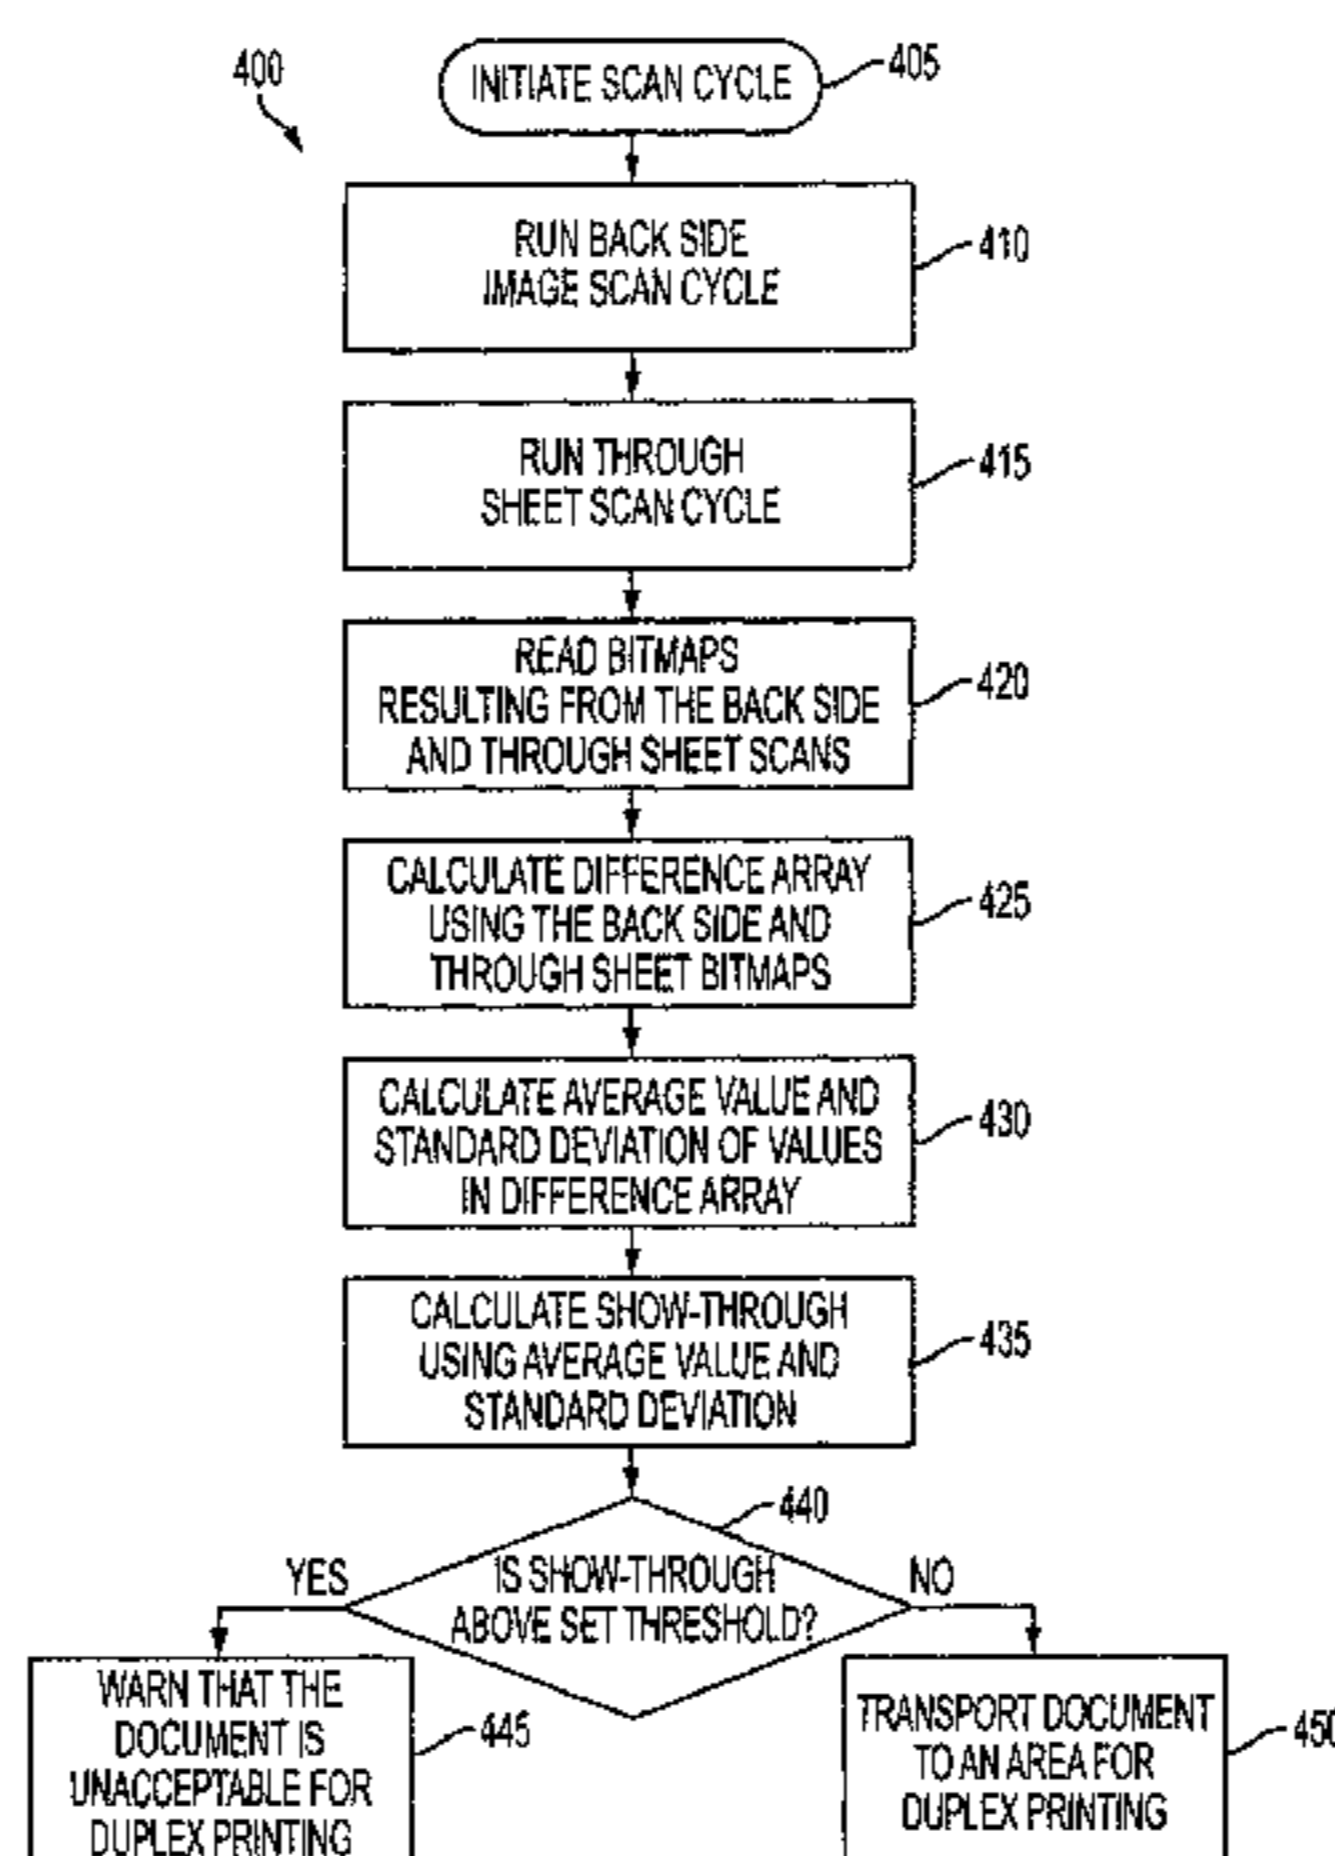 400
INITIATE SCAN CYCLE
405
RUN BACK SIDE
IMAGE SCAN CYCLE
410
RUN THROUGH
SHEET SCAN CYCLE
415
READ BITMAPS
RESULTING FROM THE BACK SIDE
AND THROUGH SHEET SCANS
420
CALCULATE DIFFERENCE ARRAY
USING THE BACK SIDE AND
THROUGH SHEET BITMAPS
425
CALCULATE AVERAGE VALUE AND
STANDARD DEVIATION OF VALUES
IN DIFFERENCE ARRAY
430
CALCULATE SHOW-THROUGH
USING AVERAGE VALUE AND
STANDARD DEVIATION
435
440
IS SHOW-THROUGH
ABOVE SET THRESHOLD?
YES
NO
WARN THAT THE
DOCUMENT IS
UNACCEPTABLE FOR
DUPLEX PRINTING
445
TRANSPORT DOCUMENT
TO AN AREA FOR
DUPLEX PRINTING
450